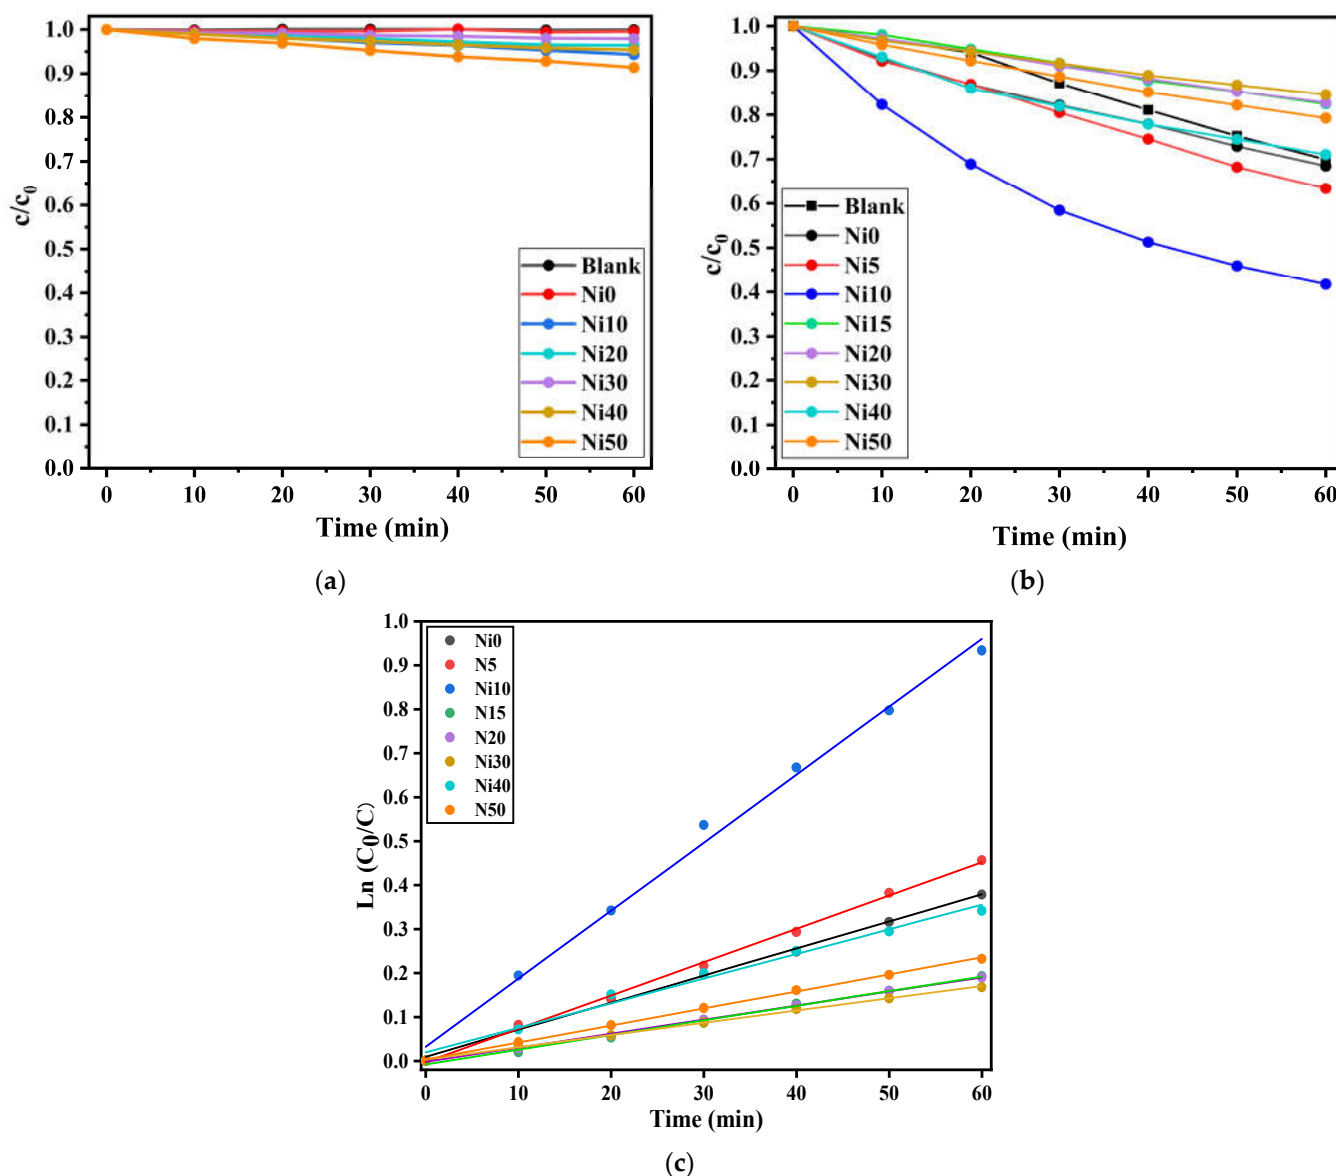 1.0
0.9
0.8
0.7
0.6
0.5
0.4
0.3
0.2
0.1
0.0
c/c0
Blank
Ni0
Ni10
Ni20
Ni30
Ni40
Ni50
0 10 20 30 40 50 60
Time (min)
(a)
1.0
0.9
0.8
0.7
0.6
0.5
0.4
0.3
0.2
0.1
0.0
c/c0
Blank
Ni0
Ni5
Ni10
Ni15
Ni20
Ni30
Ni40
Ni50
0 10 20 30 40 50 60
Time (min)
(b)
1.0
0.9
0.8
0.7
0.6
0.5
0.4
0.3
0.2
0.1
0.0
Ln (C0/C)
Ni0
N5
Ni10
N15
N20
Ni30
Ni40
N50
0 10 20 30 40 50 60
Time (min)
(c)